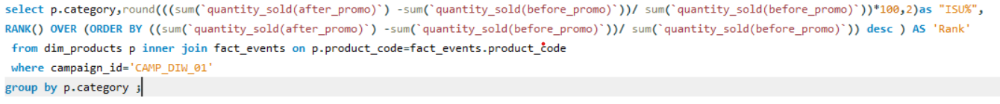 select p.category,round(((sum(`quantity_sold(after_promo)`) -sum(`quantity_sold(before_promo)`))/ sum(`quantity_sold(before_promo)`))*100,2)as "ISU%",
RANK() OVER (ORDER BY ((sum(`quantity_sold(after_promo)`) -sum(`quantity_sold(before_promo)`))/ sum(`quantity_sold(before_promo)`)) desc ) AS 'Rank'
from dim_products p inner join fact_events on p.product_code=fact_events.product_code
where campaign_id='CAMP_DIW_01'
group by p.category ;